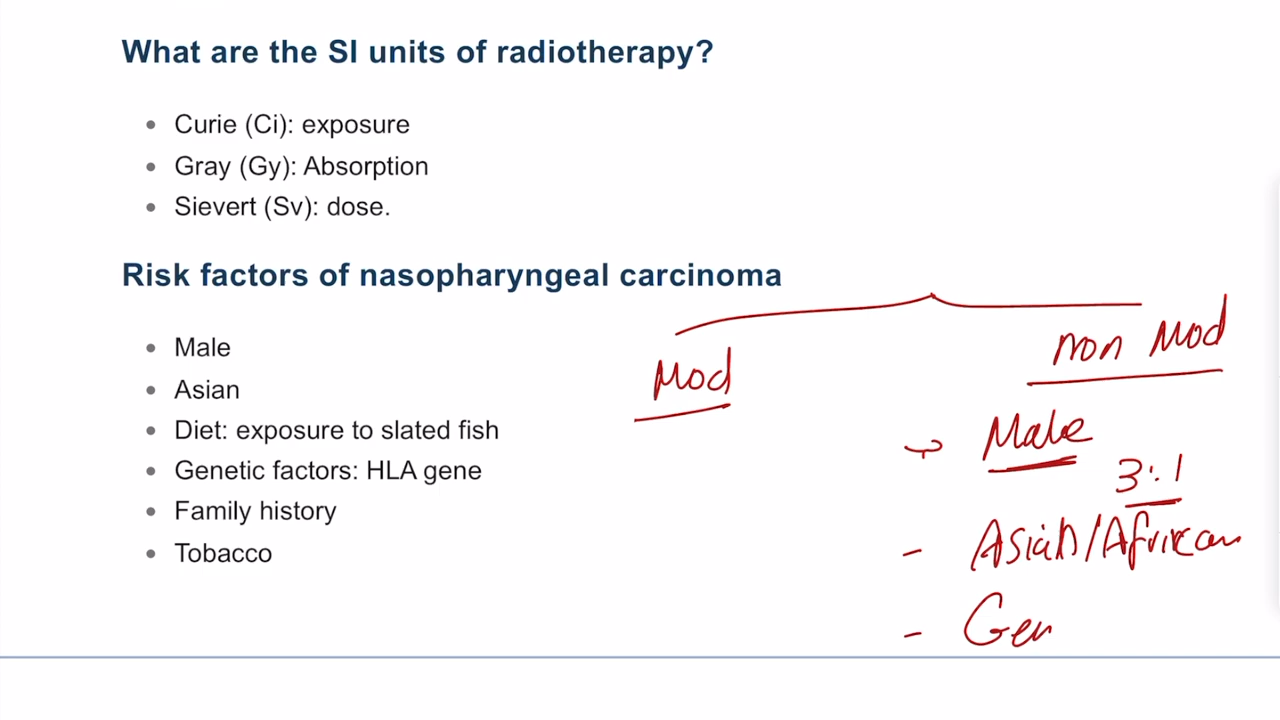 What are the SI units of radiotherapy?
• Curie (Ci): exposure
• Gray (Gy): Absorption
• Sievert (Sv): dose.
Risk factors of nasopharyngeal carcinoma
• Male
• Asian
• Diet: exposure to slated fish
• Genetic factors: HLA gene
• Family history
• Tobacco
Mod
non Mod
Male
3:1
- Asian/African
- Gen